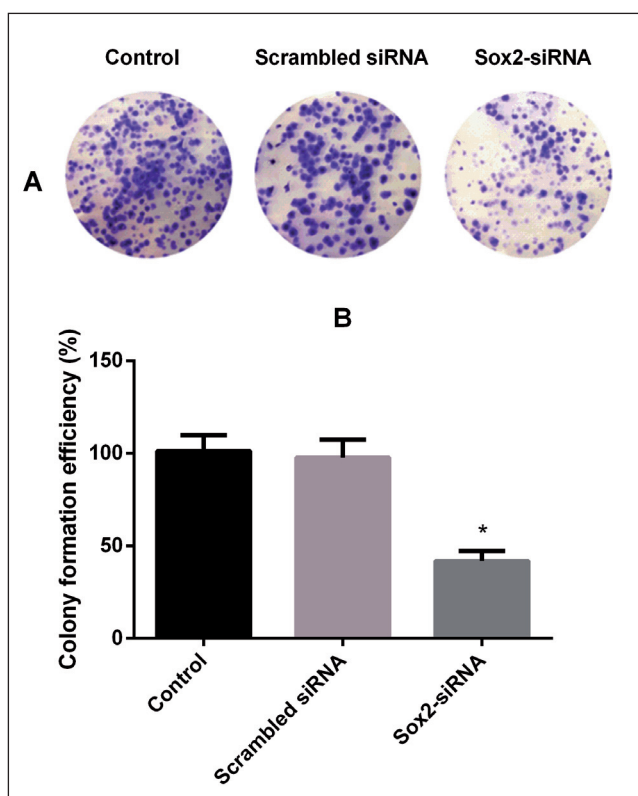 Control Scrambled siRNA Sox2-siRNA
A
B
Colony formation efficiency (%)
150
100
50
0
*
Control
Scrambled siRNA
Sox2-siRNA